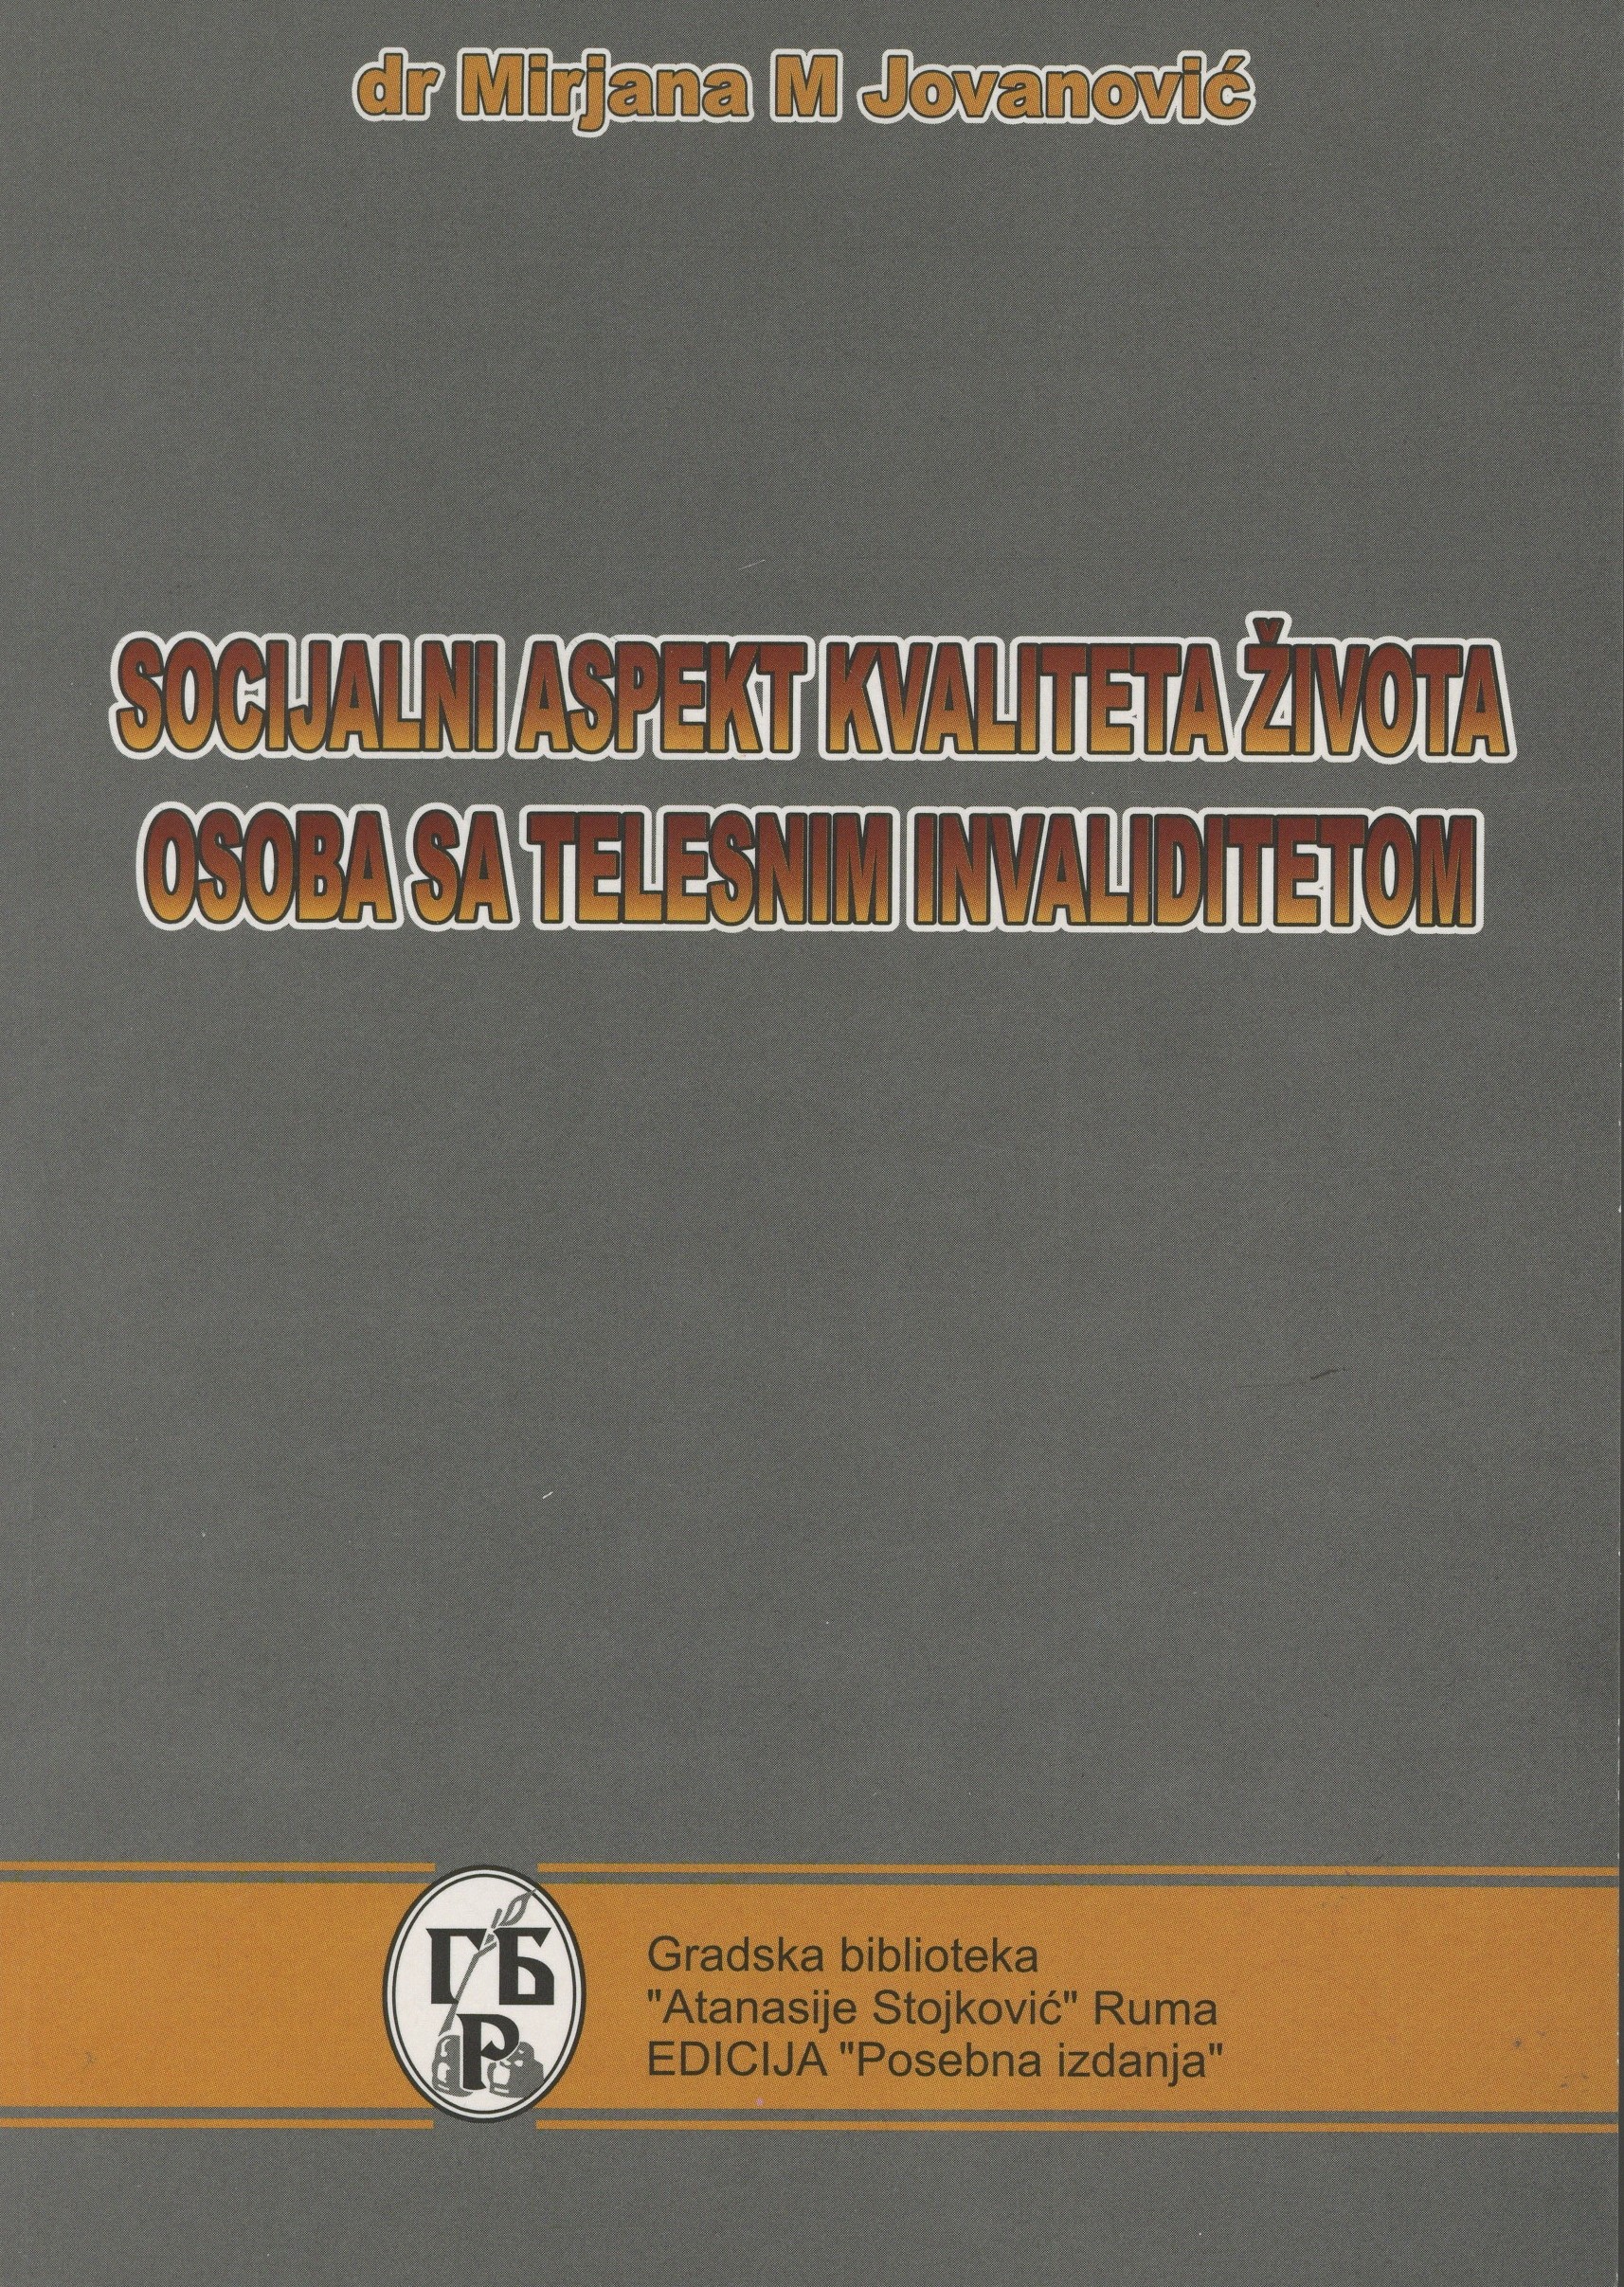 dr Mirjana M Jovanović
SOCIJALNI ASPEKT KVALITETA ŽIVOTA
OSOBA SA TELESNIM INVALIDITETOM
ГБ
Р
Gradska biblioteka
"Atanasije Stojković" Ruma
EDICIJA "Posebna izdanja"